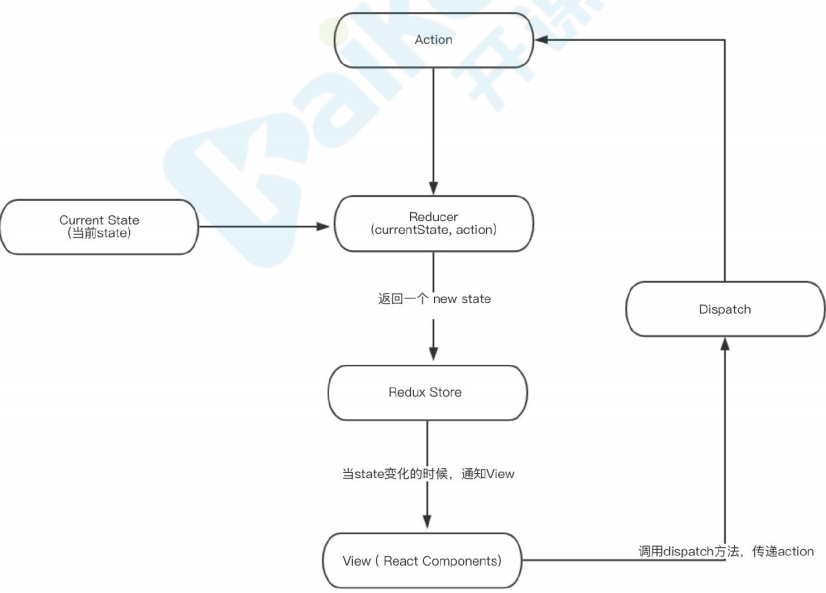 Action
Current State
(当前state)
Reducer
(currentState, action)
返回一个 new state
Dispatch
Redux Store
当state变化的时候，通知View
调用dispatch方法，传递action
View ( React Components)